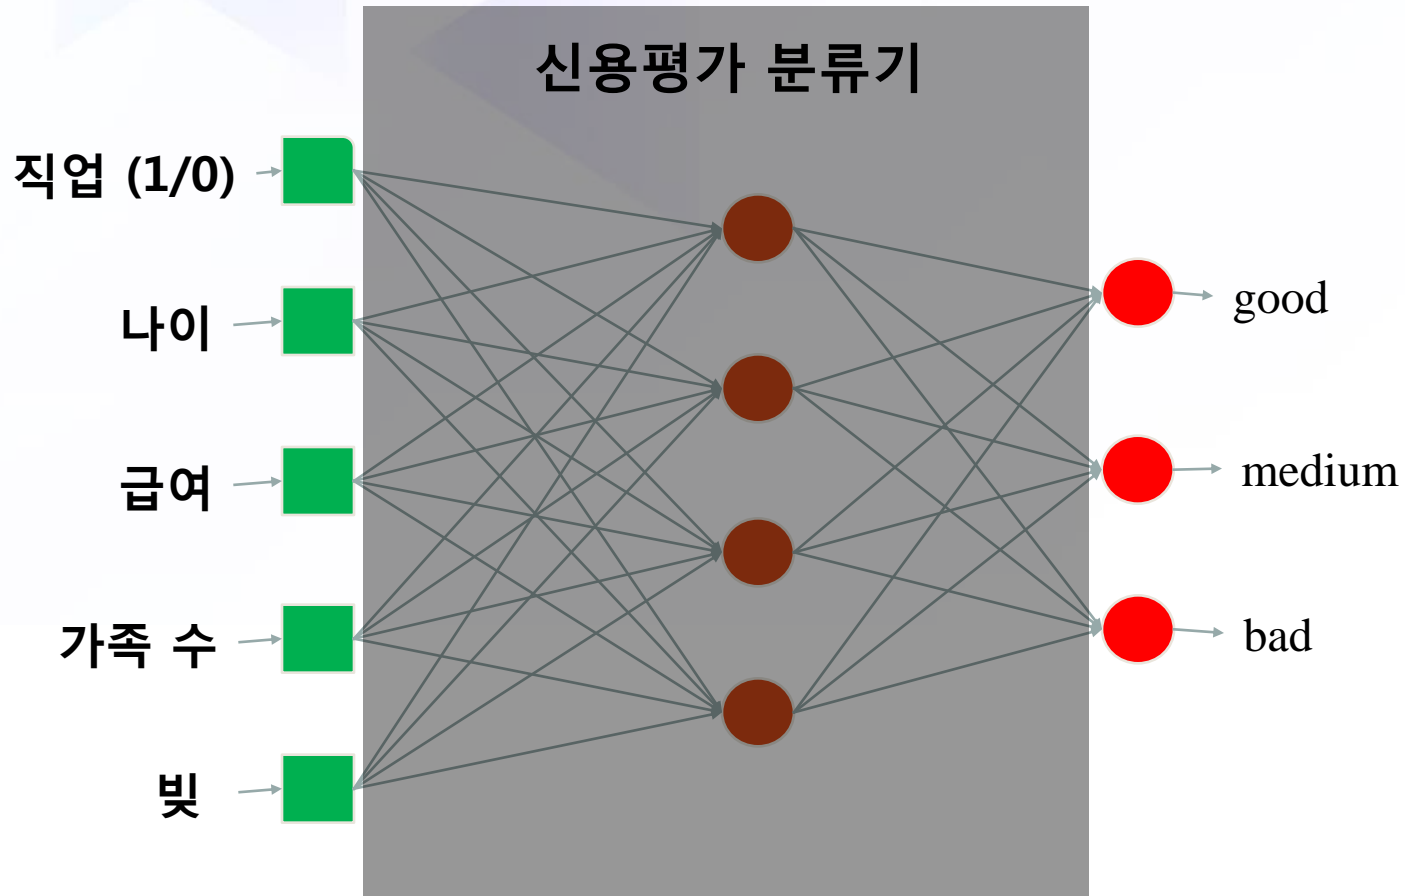 신용평가 분류기
직업 (1/0)
나이
급여
가족 수
빚
good
medium
bad